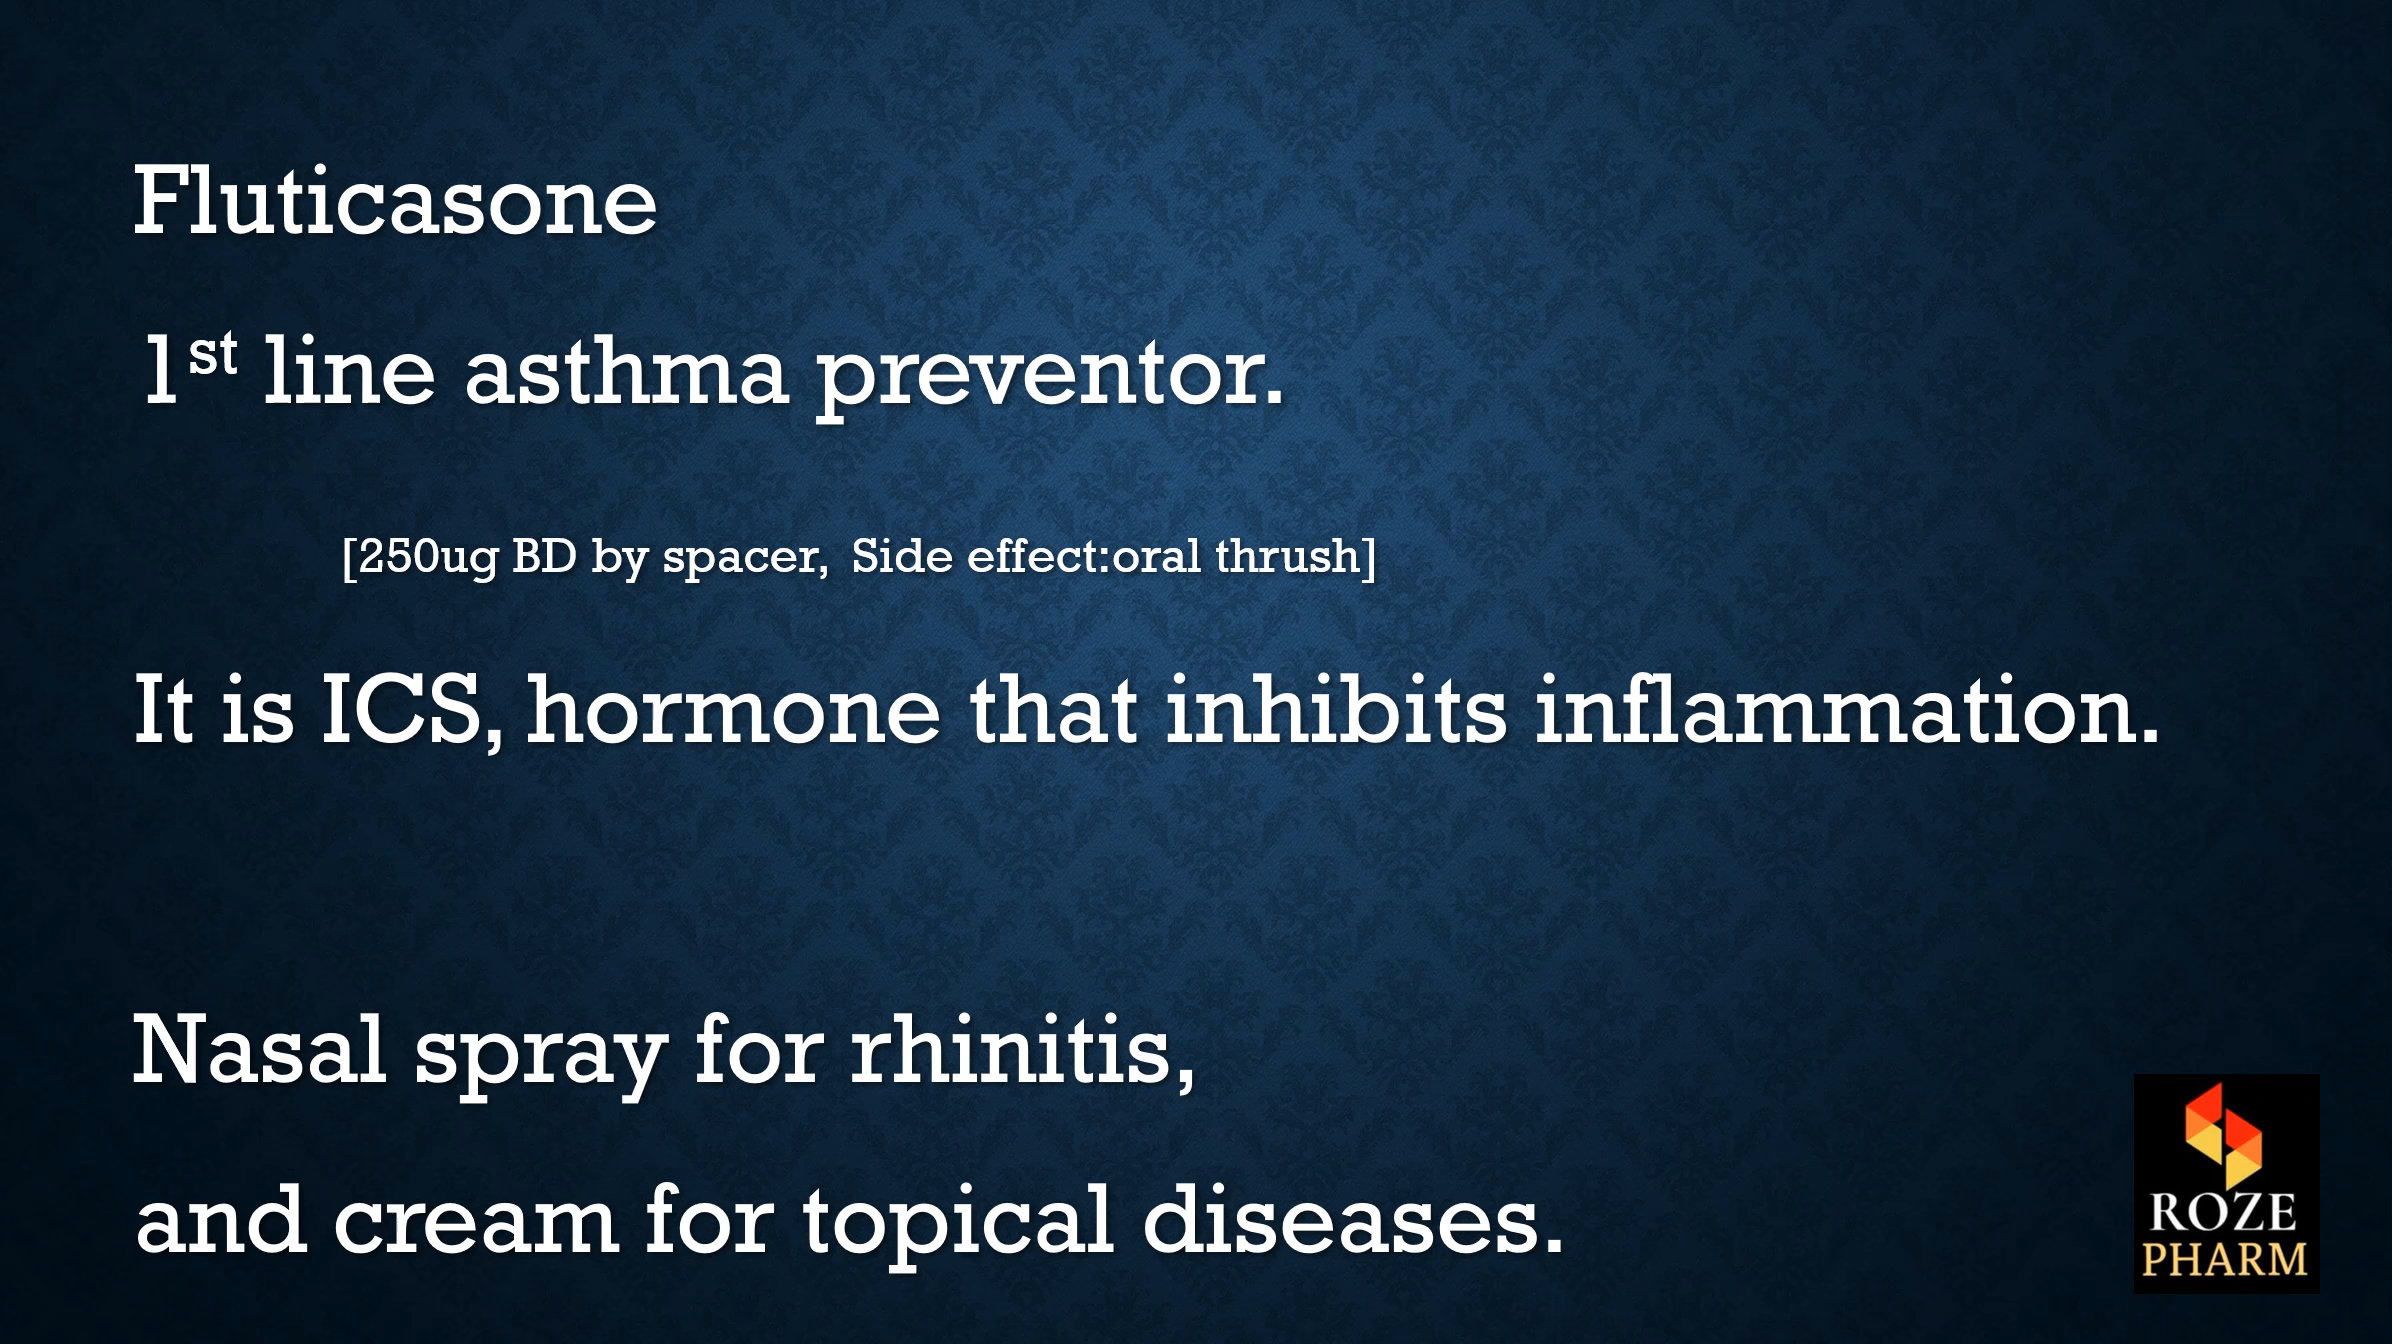 Fluticasone
1st line asthma preventor.
[250ug BD by spacer, Side effect:oral thrush]
It is ICS, hormone that inhibits inflammation.
Nasal spray for rhinitis,
and cream for topical diseases.
ROZE
PHARM